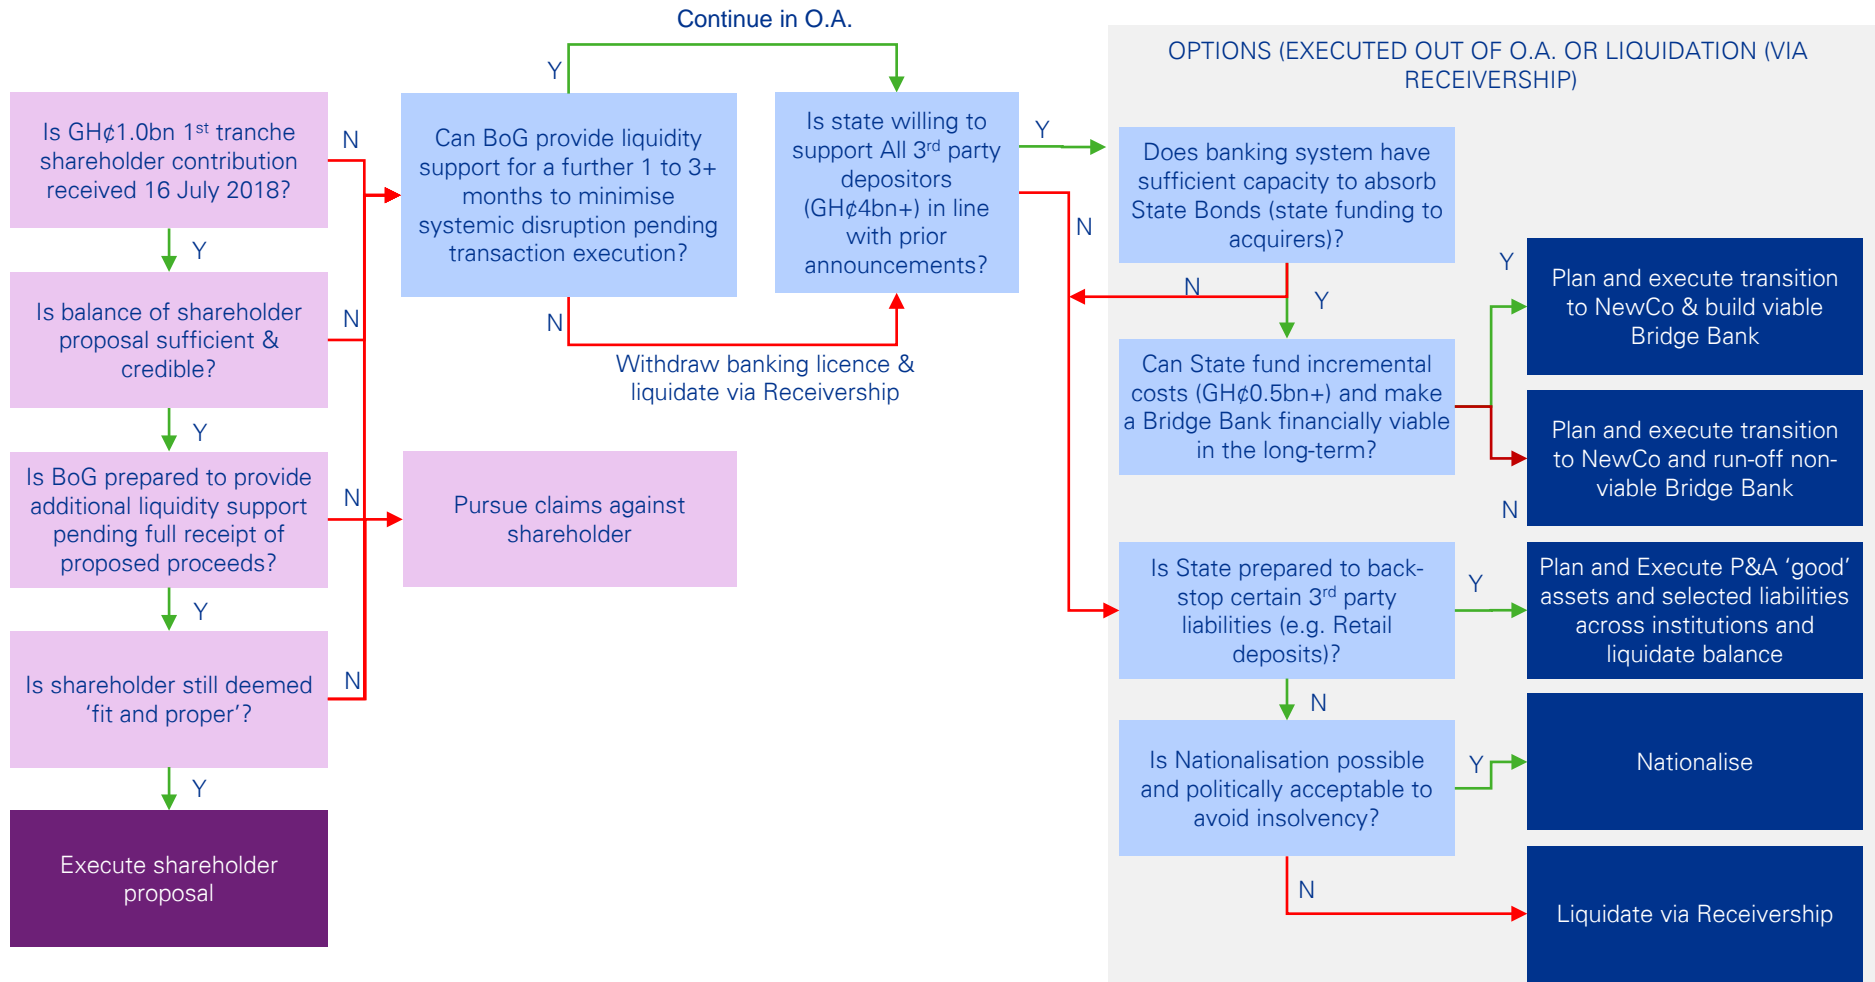 Continue in O.A.
OPTIONS (EXECUTED OUT OF O.A. OR LIQUIDATION (VIA
RECEIVERSHIP)
Is GH¢1.0bn 1st tranche
shareholder contribution
received 16 July 2018?
N
Y
Is balance of shareholder
proposal sufficient &
credible?
N
Y
Is BoG prepared to provide
additional liquidity support
pending full receipt of
proposed proceeds?
N
Y
Is shareholder still deemed
‘fit and proper’?
N
Y
Execute shareholder
proposal
Y
Can BoG provide liquidity
support for a further 1 to 3+
months to minimise
systemic disruption pending
transaction execution?
N
Withdraw banking licence &
liquidate via Receivership
Pursue claims against
shareholder
Is state willing to
support All 3rd party
depositors
(GH¢4bn+) in line
with prior
announcements?
Y
N
Does banking system have
sufficient capacity to absorb
State Bonds (state funding to
acquirers)?
N
Y
Can State fund incremental
costs (GH¢0.5bn+) and make
a Bridge Bank financially viable
in the long-term?
Y
N
Is State prepared to back-
stop certain 3rd party
liabilities (e.g. Retail
deposits)?
Y
N
Is Nationalisation possible
and politically acceptable to
avoid insolvency?
Y
N
Plan and execute transition
to NewCo & build viable
Bridge Bank
Plan and execute transition
to NewCo and run-off non-
viable Bridge Bank
Plan and Execute P&A ‘good’
assets and selected liabilities
across institutions and
liquidate balance
Nationalise
Liquidate via Receivership